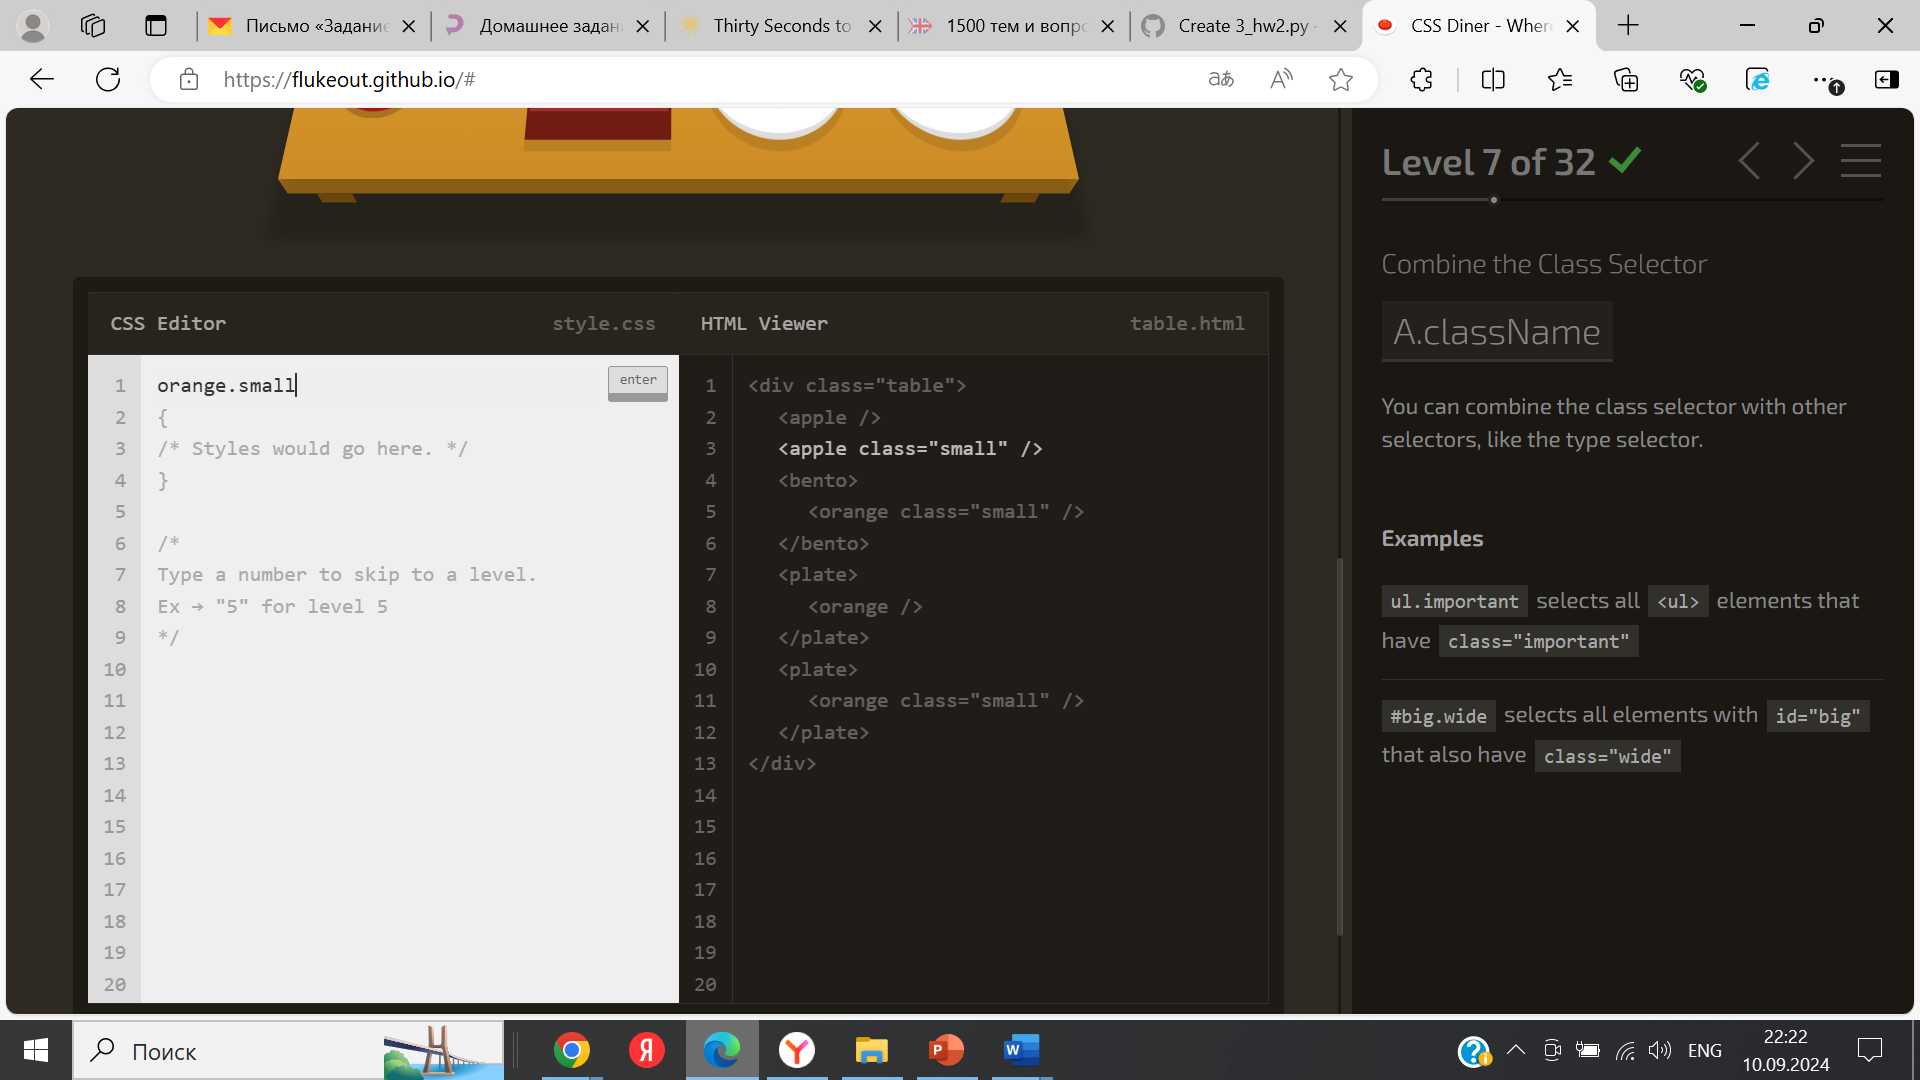 Письмо «Задание
Домашнее задани
Thirty Seconds to
1500 тем и вопро
Create 3_hw2.py ·
CSS Diner - Where
https://flukeout.github.io/#
Level 7 of 32
Combine the Class Selector
A.className
You can combine the class selector with other
selectors, like the type selector.
Examples
ul.important selects all <ul> elements that
have class="important"
#big.wide selects all elements with id="big"
that also have class="wide"
CSS Editor
style.css
1 orange.small
enter
2 {
3 /* Styles would go here. */
4 }
5
6 /*
7 Type a number to skip to a level.
8 Ex → "5" for level 5
9 */
10
11
12
13
14
15
16
17
18
19
20
HTML Viewer
table.html
1 <div class="table">
2 <apple />
3 <apple class="small" />
4 <bento>
5 <orange class="small" />
6 </bento>
7 <plate>
8 <orange />
9 </plate>
10 <plate>
11 <orange class="small" />
12 </plate>
13 </div>
14
15
16
17
18
19
20
Поиск
ENG
22:22
10.09.2024